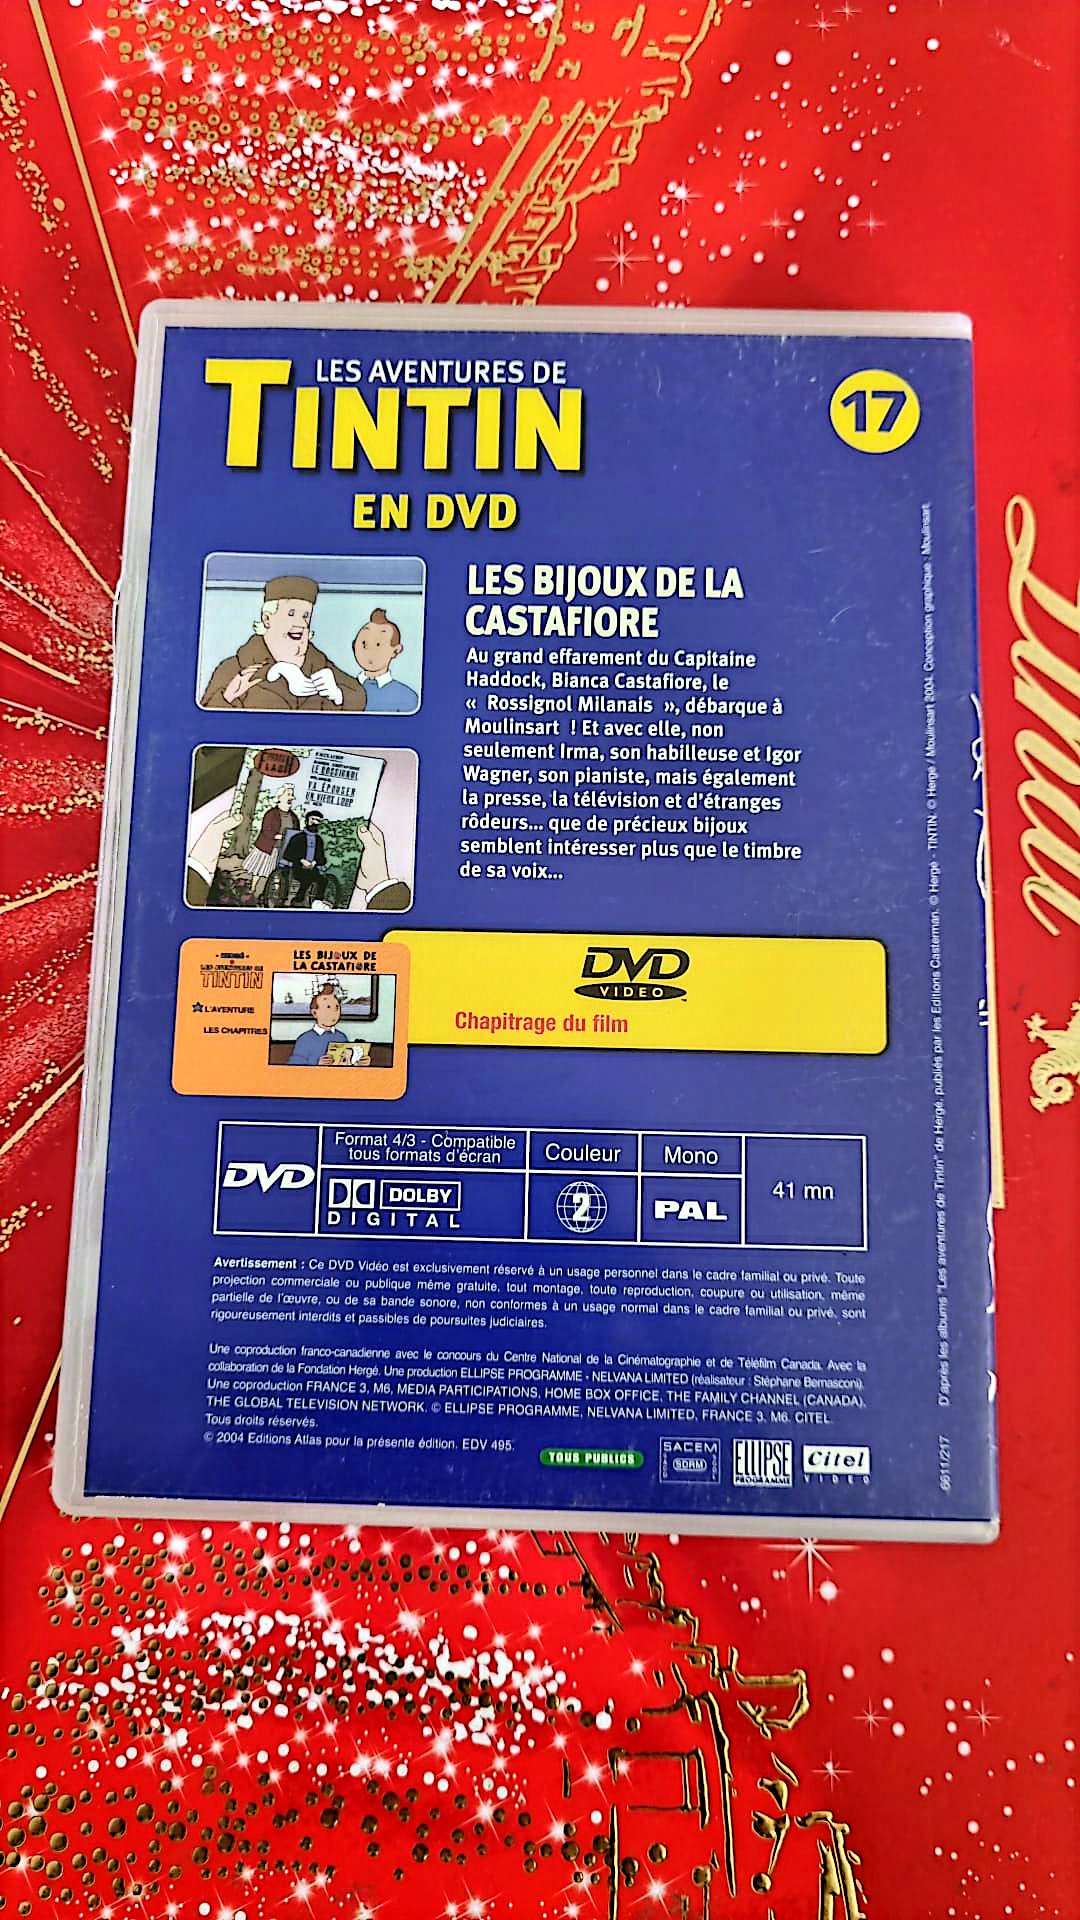 LES AVENTURES DE
TINTIN
EN DVD
17
LES BIJOUX DE LA
CASTAFIORE
Au grand effarement du Capitaine
Haddock, Bianca Castafiore, le
« Rossignol Milanais », débarque à
Moulinsart ! Et avec elle, non
seulement Irma, son habilleuse et Igor
Wagner, son pianiste, mais également
la presse, la télévision et d'étranges
rôdeurs... que de précieux bijoux
semblent intéresser plus que le timbre
de sa voix...
LE ROSSIGNOL
VA EPOUSER
UN VIEUX LOUP
TINTIN
LES BIJOUX DE
LA CASTAFIORE
L'AVENTURE
LES CHAPITRES
DVD
VIDEO
Chapitrage du film
DVD
Format 4/3 - Compatible
tous formats d'écran
DOLBY
DIGITAL
Couleur
2
Mono
PAL
41 mn
Avertissement : Ce DVD Vidéo est exclusivement réservé à un usage personnel dans le cadre familial ou privé. Toute
projection commerciale ou publique même gratuite, tout montage, toute reproduction, coupure ou utilisation, même
partielle de l'œuvre, ou de sa bande sonore, non conformes à un usage normal dans le cadre familial ou privé, sont
rigoureusement interdits et passibles de poursuites judiciaires.
Une coproduction franco-canadienne avec le concours du Centre National de la Cinématographie et de Téléfilm Canada. Avec la
collaboration de la Fondation Hergé. Une production ELLIPSE PROGRAMME - NELVANA LIMITED (réalisateur : Stéphane Bernasconi).
Une coproduction FRANCE 3, M6, MEDIA PARTICIPATIONS, HOME BOX OFFICE, THE FAMILY CHANNEL (CANADA),
THE GLOBAL TELEVISION NETWORK. © ELLIPSE PROGRAMME, NELVANA LIMITED, FRANCE 3, M6, CITEL.
Tous droits réservés.
© 2004 Editions Atlas pour la présente édition. EDV 495.
TOUS PUBLICS
SACEM
SDRM
ELLIPSE
PROGRAMME
Citel
VIDEO
6611/217 D'après les albums "Les aventures de Tintin" de Hergé, publiés par les Editions Casterman. © Hergé - TINTIN. © Hergé / Moulinsart 2004. Conception graphique : Moulinsart